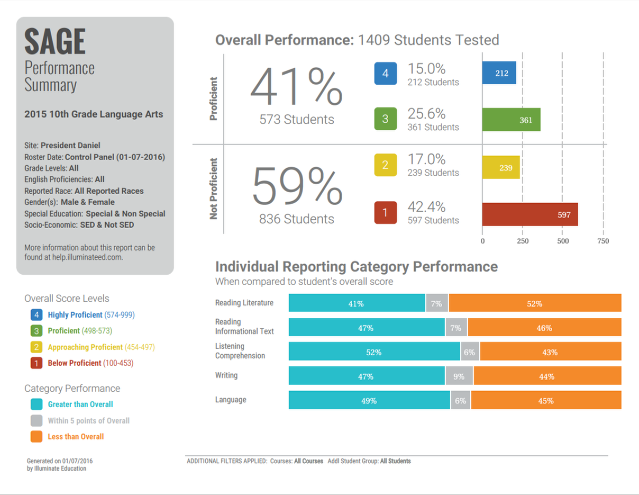 SAGE
Performance
Summary
2015 10th Grade Language Arts
Site: President Daniel
Roster Date: Control Panel (01-07-2016)
Grade Levels: All
English Proficiencies: All
Reported Race: All Reported Races
Gender(s): Male & Female
Special Education: Special & Non Special
Socio-Economic: SED & Not SED
More information about this report can be
found at help.illuminateed.com.
Overall Score Levels
4 Highly Proficient (574-999)
3 Proficient (498-573)
2 Approaching Proficient (454-497)
1 Below Proficient (100-453)
Category Performance
Greater than Overall
Within 5 points of Overall
Less than Overall
Generated on 01/07/2016
by Illuminate Education
Overall Performance: 1409 Students Tested
Proficient
41%
573 Students
4 15.0%
212 Students
212
3 25.6%
361 Students
361
Not Proficient
59%
836 Students
2 17.0%
239 Students
239
1 42.4%
597 Students
597
0 250 500 750
Individual Reporting Category Performance
When compared to student's overall score
Reading Literature 41% 7% 52%
Reading
Informational Text 47% 7% 46%
Listening
Comprehension 52% 6% 43%
Writing 47% 9% 44%
Language 49% 6% 45%
ADDITIONAL FILTERS APPLIED: Courses: All Courses Addl Student Group: All Students